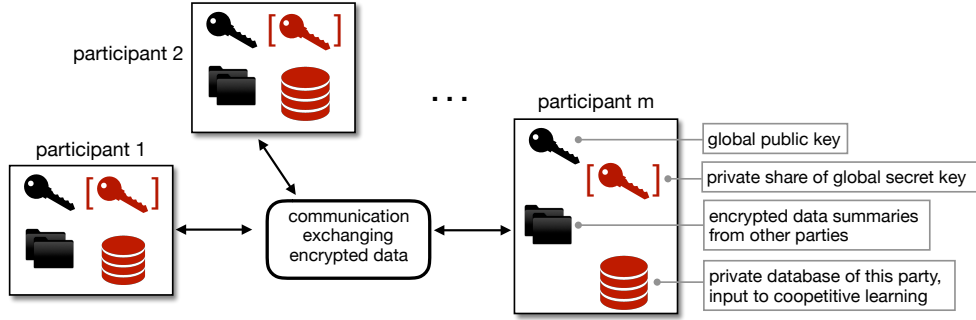 participant 2
participant 1
communication
exchanging
encrypted data
...
participant m
global public key
private share of global secret key
encrypted data summaries
from other parties
private database of this party,
input to coopetitive learning